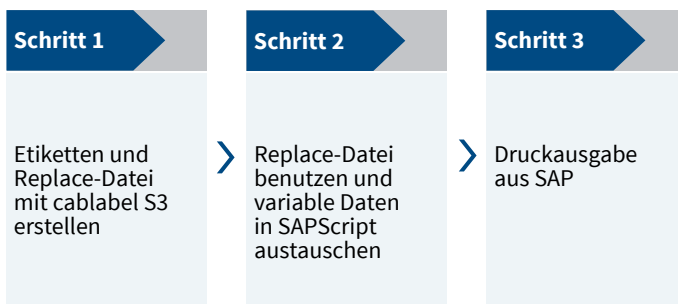 Schritt 1
Etiketten und
Replace-Datei
mit cablabel S3
erstellen
Schritt 2
Replace-Datei
benutzen und
variable Daten
in SAPScript
austauschen
Schritt 3
Druckausgabe
aus SAP